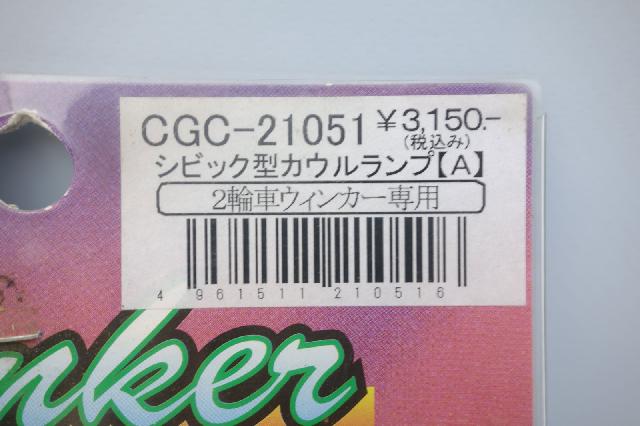 CGC-21051 ¥3,150.-
(税込み)
シビック型カウルランプ【A】
2輪車ウィンカー専用
4 961511 210516
nker